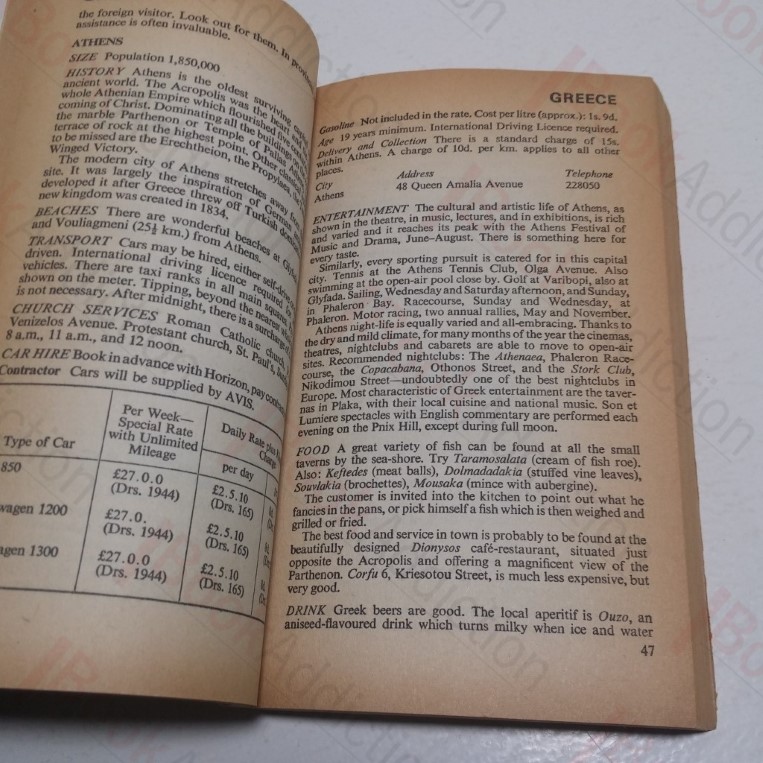 the foreign visitor. Look out for them. In
assistance is often invaluable.
ATHENS
SIZE Population 1,850,000
HISTORY Athens is the oldest surviving
ancient world. The Acropolis was the heart
whole Athenian Empire which flourished
coming of Christ. Dominating all the buildings
the marble Parthenon or Temple of Pallas
terrace of rock at the highest point. Other
to be missed are the Erechtheion, the Propylaea, the
Winged Victory.
The modern city of Athens stretches away from
site. It was largely the inspiration of German
developed it after Greece threw off Turkish
new kingdom was created in 1834.
BEACHES There are wonderful beaches at
and Vouliagmeni (25½ km.) from Athens.
TRANSPORT Cars may be hired, either self-drive
driven. International driving licence required
vehicles. There are taxi ranks in all main squares.
shown on the meter. Tipping, beyond the nearest
is not necessary. After midnight, there is a surcharge
CHURCH SERVICES Roman Catholic church,
Venizelos Avenue. Protestant church, St. Paul's,
8 a.m., 11 a.m., and 12 noon.
CAR HIRE Book in advance with Horizon, pay
Contractor Cars will be supplied by AVIS.
Type of Car
Per Week—
Special Rate
with Unlimited
Mileage
Daily Rate plus
Charge
per day
850
£27.0.0
(Drs. 1944)
£2.5.10
(Drs. 165)
wagen 1200
£27.0.
(Drs. 1944)
£2.5.10
(Drs. 165)
agen 1300
£27.0.0
(Drs. 1944)
£2.5.10
(Drs. 165)
GREECE
Gasoline Not included in the rate. Cost per litre (approx.): 1s. 9d.
Age 19 years minimum. International Driving Licence required.
Delivery and Collection There is a standard charge of 15s.
within Athens. A charge of 10d. per km. applies to all other
places.
City Address Telephone
Athens 48 Queen Amalia Avenue 228050
ENTERTAINMENT The cultural and artistic life of Athens, as
shown in the theatre, in music, lectures, and in exhibitions, is rich
and varied and it reaches its peak with the Athens Festival of
Music and Drama, June–August. There is something here for
every taste.
Similarly, every sporting pursuit is catered for in this capital
city. Tennis at the Athens Tennis Club, Olga Avenue. Also
swimming at the open-air pool close by. Golf at Varibopi, also at
Glyfada. Sailing, Wednesday and Saturday afternoon, and Sunday,
in Phaleron Bay. Racecourse, Sunday and Wednesday, at
Phaleron. Motor racing, two annual rallies, May and November.
Athens night-life is equally varied and all-embracing. Thanks to
the dry and mild climate, for many months of the year the cinemas,
theatres, nightclubs and cabarets are able to move to open-air
sites. Recommended nightclubs: The Athenaea, Phaleron Race-
course, the Copacabana, Othonos Street, and the Stork Club,
Nikodimou Street—undoubtedly one of the best nightclubs in
Europe. Most characteristic of Greek entertainment are the taver-
nas in Plaka, with their local cuisine and national music. Son et
Lumiere spectacles with English commentary are performed each
evening on the Pnix Hill, except during full moon.
FOOD A great variety of fish can be found at all the small
taverns by the sea-shore. Try Taramosalata (cream of fish roe).
Also: Keftedes (meat balls), Dolmadadakia (stuffed vine leaves),
Souvlakia (brochettes), Mousaka (mince with aubergine).
The customer is invited into the kitchen to point out what he
fancies in the pans, or pick himself a fish which is then weighed and
grilled or fried.
The best food and service in town is probably to be found at the
beautifully designed Dionysos café-restaurant, situated just
opposite the Acropolis and offering a magnificent view of the
Parthenon. Corfu 6, Kriesotou Street, is much less expensive, but
very good.
DRINK Greek beers are good. The local aperitif is Ouzo, an
aniseed-flavoured drink which turns milky when ice and water
47